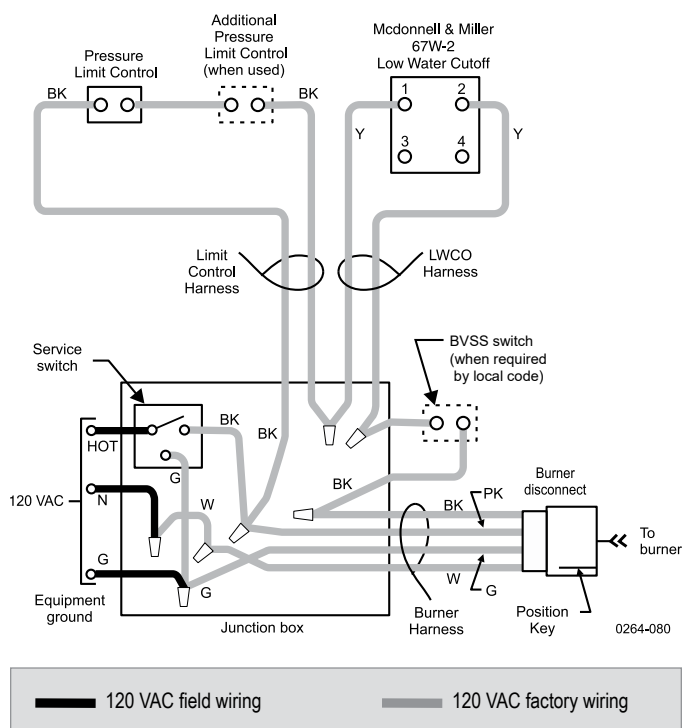 Additional
Pressure
Limit Control
(when used)
Mcdonnell & Miller
67W-2
Low Water Cutoff
Pressure
Limit Control
BK
BK
1
2
Y
Y
3
4
Limit
Control
Harness
LWCO
Harness
BVSS switch
(when required
by local code)
Service
switch
BK
BK
HOT
G
BK
BK
PK
Burner
disconnect
120 VAC
N
W
To
burner
G
G
W
G
Equipment
ground
Junction box
Burner
Harness
Position
Key
0264-080
120 VAC field wiring
120 VAC factory wiring